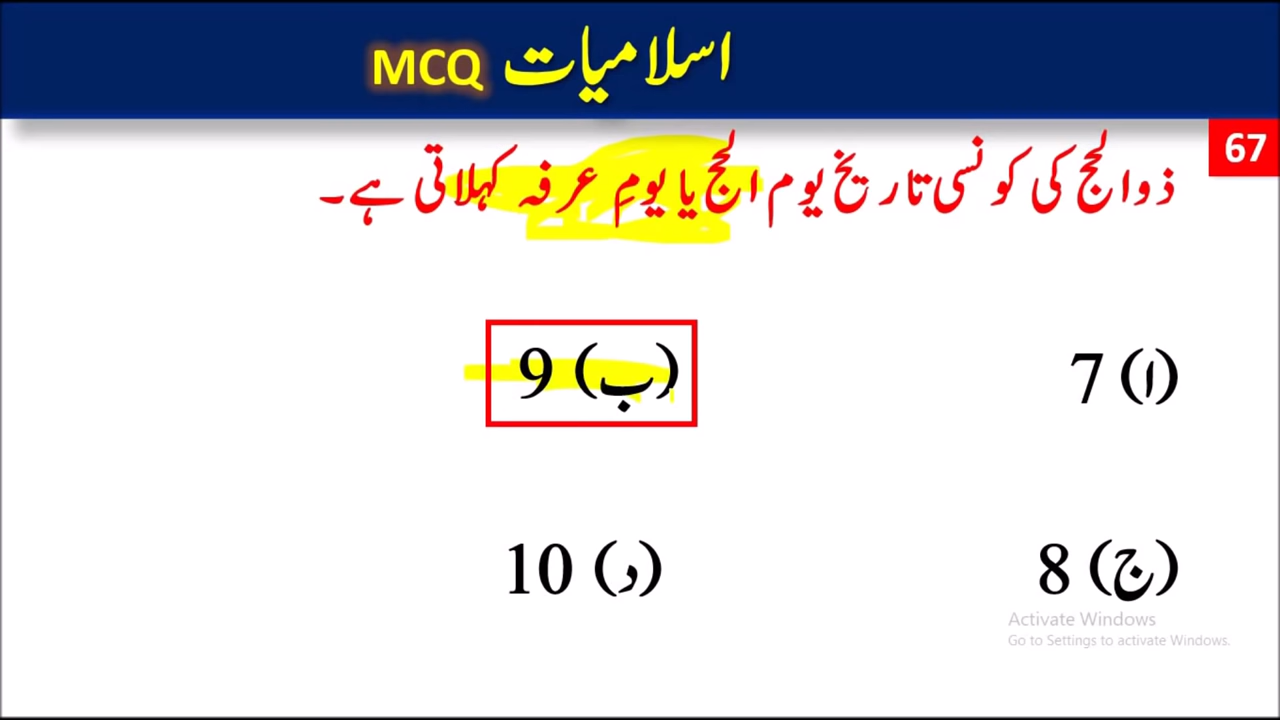 اسلامیات MCQ
67
ذوالحج کی کونسی تاریخ یوم الحج یا یومِ عرفہ کہلاتی ہے۔
(ا) 7
(ب) 9
(ج) 8
(د) 10
Activate Windows
Go to Settings to activate Windows.